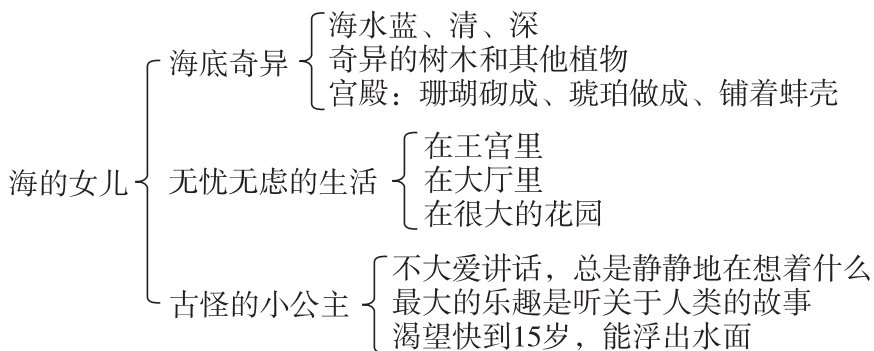 海的女儿
海底奇异
海水蓝、清、深
奇异的树木和其他植物
宫殿：珊瑚砌成、琥珀做成、铺着蚌壳
无忧无虑的生活
在王宫里
在大厅里
在很大的花园
古怪的小公主
不大爱讲话，总是静静地在想着什么
最大的乐趣是听关于人类的故事
渴望快到15岁，能浮出水面